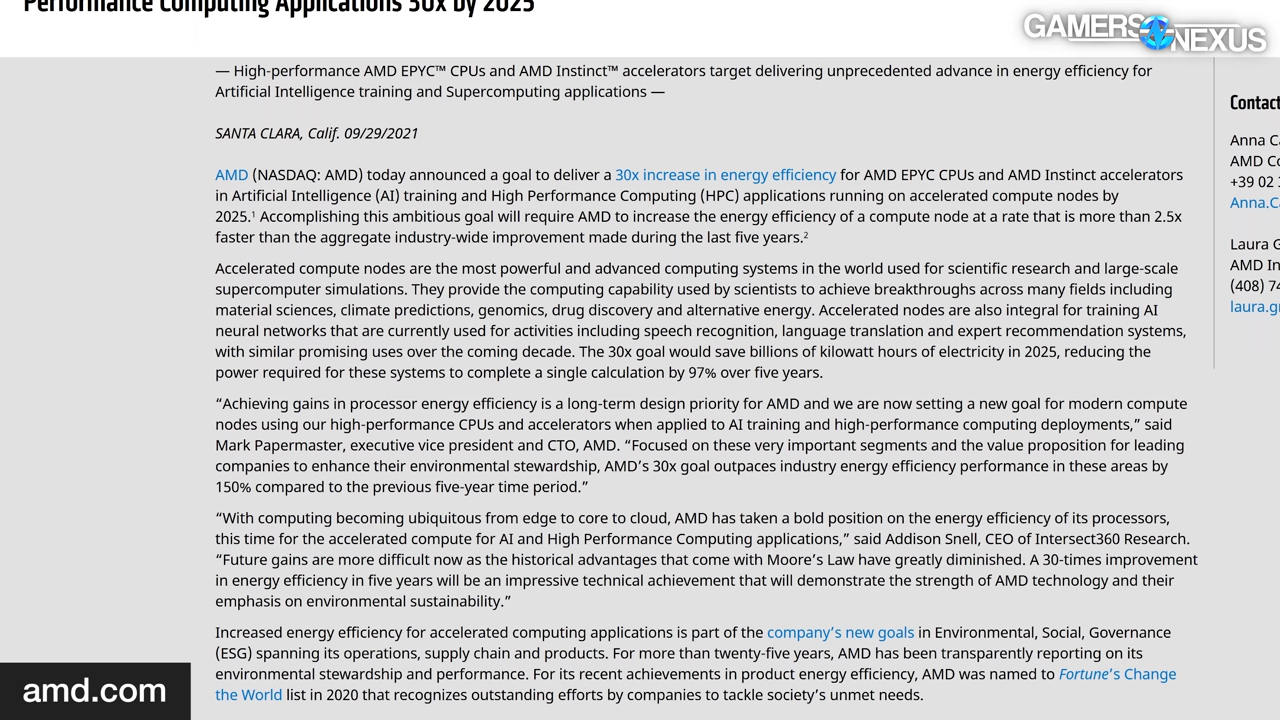 Performance Computing Applications 30x by 2025
GAMERS NEXUS
— High-performance AMD EPYC™ CPUs and AMD Instinct™ accelerators target delivering unprecedented advance in energy efficiency for
Artificial Intelligence training and Supercomputing applications —
SANTA CLARA, Calif. 09/29/2021
AMD (NASDAQ: AMD) today announced a goal to deliver a 30x increase in energy efficiency for AMD EPYC CPUs and AMD Instinct accelerators
in Artificial Intelligence (AI) training and High Performance Computing (HPC) applications running on accelerated compute nodes by
2025.¹ Accomplishing this ambitious goal will require AMD to increase the energy efficiency of a compute node at a rate that is more than 2.5x
faster than the aggregate industry-wide improvement made during the last five years.²
Accelerated compute nodes are the most powerful and advanced computing systems in the world used for scientific research and large-scale
supercomputer simulations. They provide the computing capability used by scientists to achieve breakthroughs across many fields including
material sciences, climate predictions, genomics, drug discovery and alternative energy. Accelerated nodes are also integral for training AI
neural networks that are currently used for activities including speech recognition, language translation and expert recommendation systems,
with similar promising uses over the coming decade. The 30x goal would save billions of kilowatt hours of electricity in 2025, reducing the
power required for these systems to complete a single calculation by 97% over five years.
“Achieving gains in processor energy efficiency is a long-term design priority for AMD and we are now setting a new goal for modern compute
nodes using our high-performance CPUs and accelerators when applied to AI training and high-performance computing deployments,” said
Mark Papermaster, executive vice president and CTO, AMD. “Focused on these very important segments and the value proposition for leading
companies to enhance their environmental stewardship, AMD’s 30x goal outpaces industry energy efficiency performance in these areas by
150% compared to the previous five-year time period.”
“With computing becoming ubiquitous from edge to core to cloud, AMD has taken a bold position on the energy efficiency of its processors,
this time for the accelerated compute for AI and High Performance Computing applications,” said Addison Snell, CEO of Intersect360 Research.
“Future gains are more difficult now as the historical advantages that come with Moore’s Law have greatly diminished. A 30-times improvement
in energy efficiency in five years will be an impressive technical achievement that will demonstrate the strength of AMD technology and their
emphasis on environmental sustainability.”
Increased energy efficiency for accelerated computing applications is part of the company’s new goals in Environmental, Social, Governance
(ESG) spanning its operations, supply chain and products. For more than twenty-five years, AMD has been transparently reporting on its
environmental stewardship and performance. For its recent achievements in product energy efficiency, AMD was named to Fortune’s Change
the World list in 2020 that recognizes outstanding efforts by companies to tackle society’s unmet needs.
Contact
Anna
AMD
+39 02
Anna.
Laura
AMD
(408)
laura.
amd.com